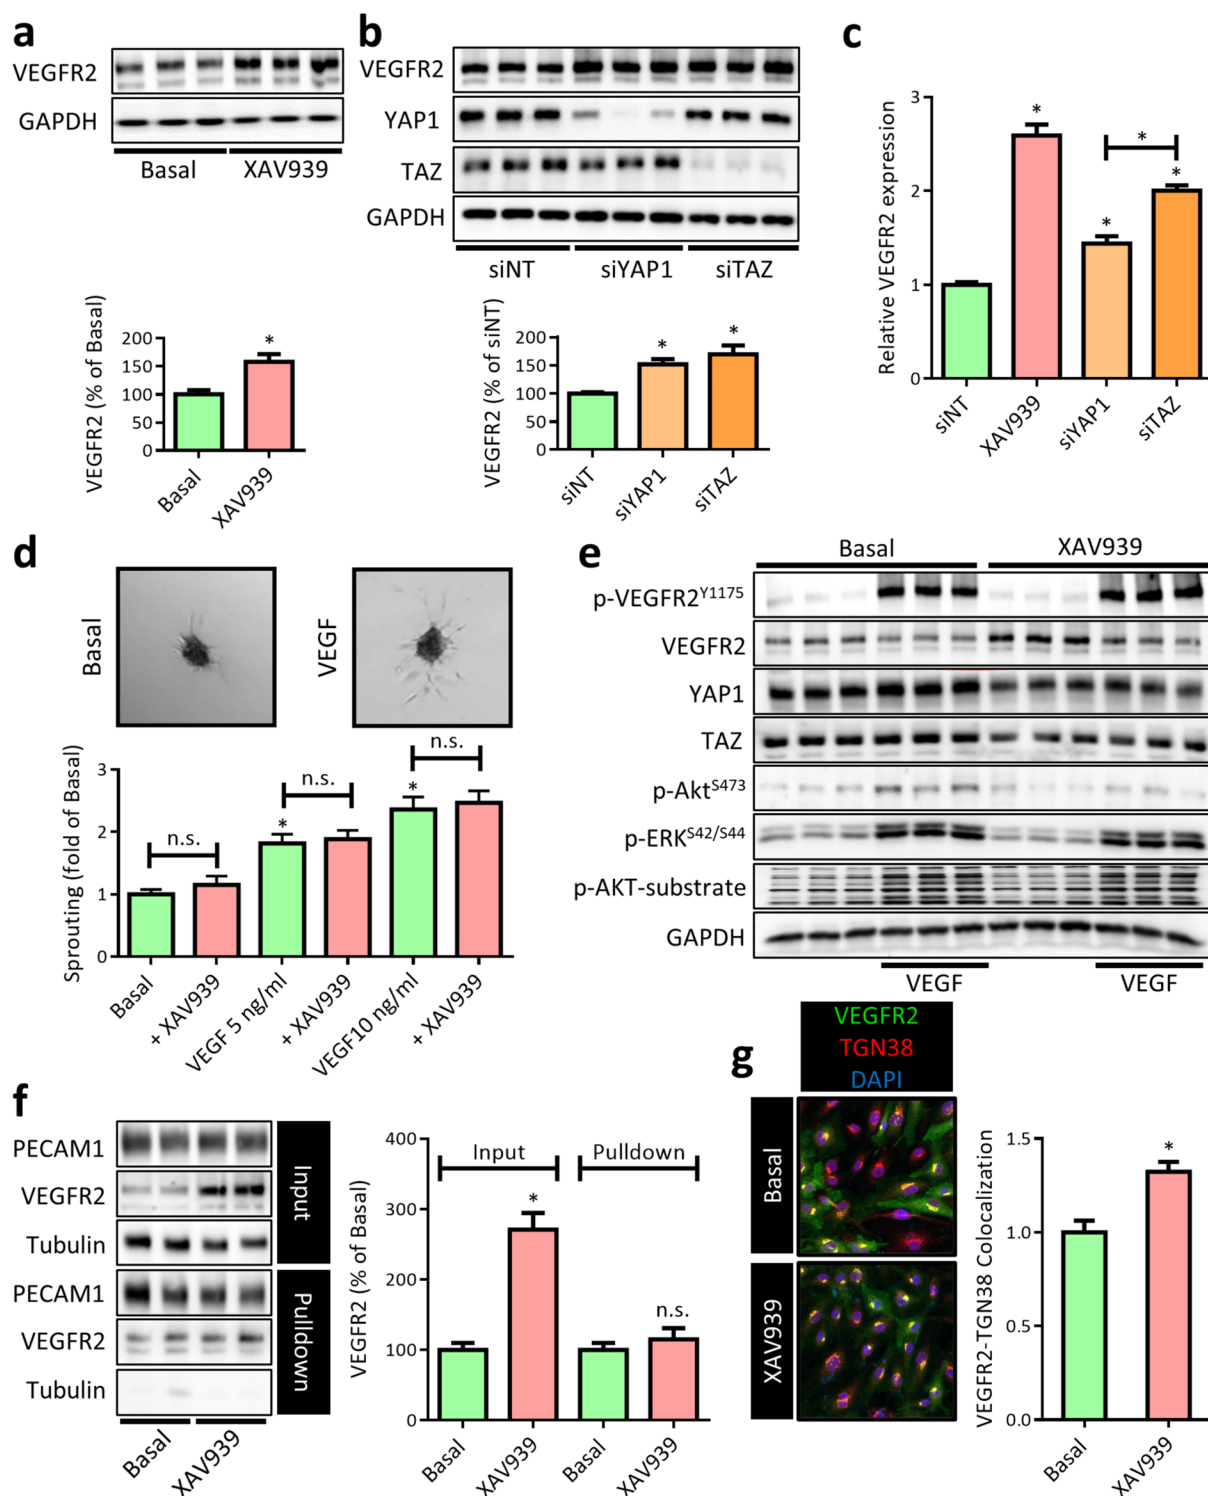 a
VEGFR2
GAPDH
Basal XAV939
VEGFR2 (% of Basal)
200
150
100
50
0
*
Basal
XAV939
b
VEGFR2
YAP1
TAZ
GAPDH
siNT siYAP1 siTAZ
VEGFR2 (% of siNT)
200
150
100
50
0
* *
siNT
siYAP1
siTAZ
c
Relative VEGFR2 expression
3
2
1
0
* * * *
siNT
XAV939
siYAP1
siTAZ
d
Basal
VEGF
Sprouting (fold of Basal)
3
2
1
0
n.s.
*
n.s.
*
n.s.
Basal
+ XAV939
VEGF 5 ng/ml
+ XAV939
VEGF10 ng/ml
+ XAV939
e
Basal XAV939
p-VEGFR2Y1175
VEGFR2
YAP1
TAZ
p-AktS473
p-ERKS42/S44
p-AKT-substrate
GAPDH
VEGF VEGF
f
PECAM1
VEGFR2
Tubulin
Input
PECAM1
VEGFR2
Tubulin
Pulldown
Basal
XAV939
VEGFR2 (% of Basal)
400
300
200
100
0
Input Pulldown
*
n.s.
Basal
XAV939
Basal
XAV939
g
VEGFR2
TGN38
DAPI
Basal
XAV939
VEGFR2-TGN38 Colocalization
1.5
1.0
0.5
0.0
*
Basal
XAV939